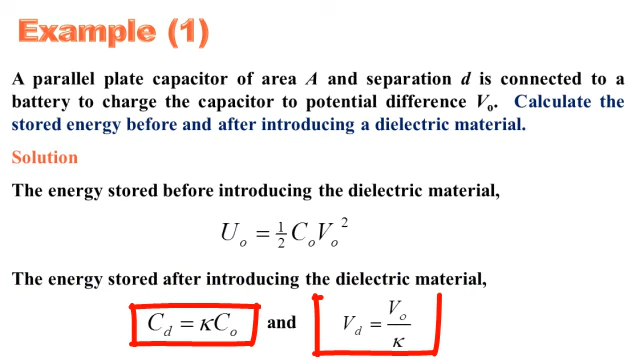 Example (1)
A parallel plate capacitor of area A and separation d is connected to a
battery to charge the capacitor to potential difference Vₒ. Calculate the
stored energy before and after introducing a dielectric material.
Solution
The energy stored before introducing the dielectric material,
Uₒ = ½ CₒVₒ²
The energy stored after introducing the dielectric material,
C_d = κCₒ and V_d = Vₒ/κ